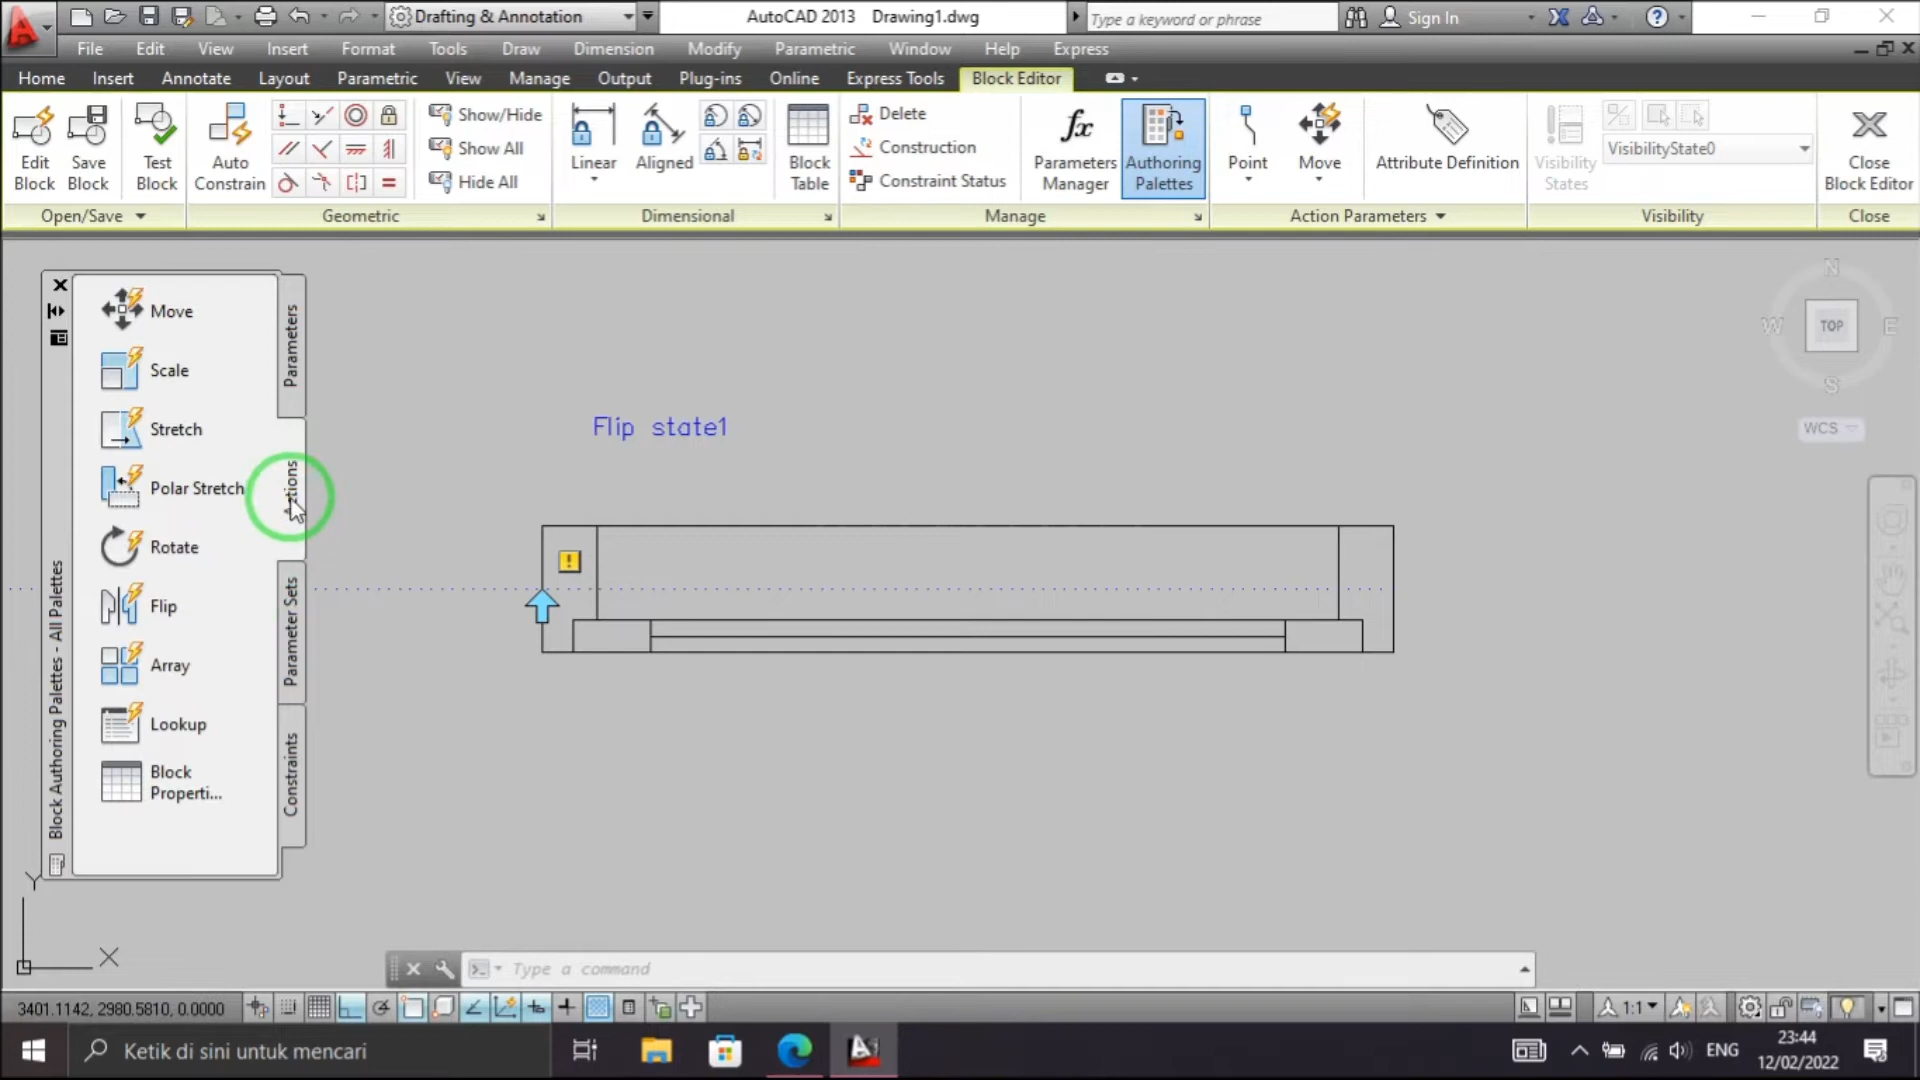 Drafting & Annotation
AutoCAD 2013 Drawing1.dwg
Type a keyword or phrase
Sign In
File Edit View Insert Format Tools Draw Dimension Modify Parametric Window Help Express
Home Insert Annotate Layout Parametric View Manage Output Plug-ins Online Express Tools Block Editor
Edit Block
Save Block
Test Block
Auto Constrain
Show/Hide
Show All
Hide All
Linear
Aligned
Block Table
Delete
Construction
Constraint Status
fx
Parameters Manager
Authoring Palettes
Point
Move
Attribute Definition
Visibility States
VisibilityState0
Close Block Editor
Open/Save
Geometric
Dimensional
Manage
Action Parameters
Visibility
Close
Move
Scale
Stretch
Polar Stretch
Rotate
Flip
Array
Lookup
Block
Properti...
Parameters
Parameter Sets
Constraints
Block Authoring Palettes - All Palettes
Flip state1
N
W
TOP
E
S
WCS
Y
X
Type a command
3401.1142, 2980.5810, 0.0000
1:1
Ketik di sini untuk mencari
ENG
23:44
12/02/2022